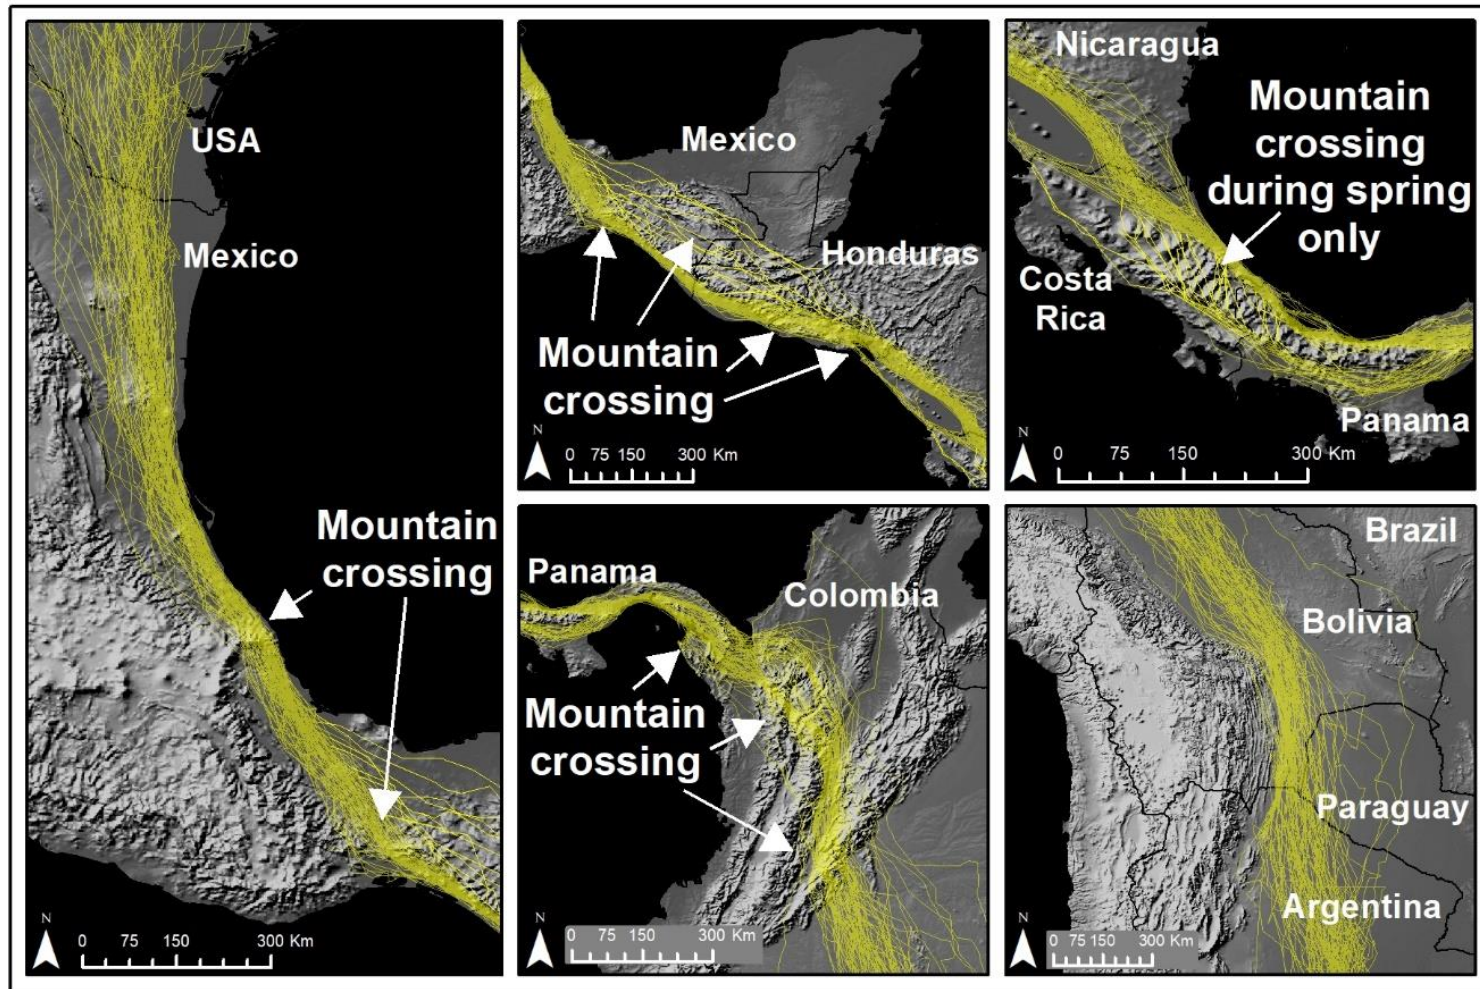 USA
Mexico
Mountain
crossing
N
0 75 150 300 Km
Mexico
Honduras
Mountain
crossing
N
0 75 150 300 Km
Nicaragua
Mountain
crossing
during spring
only
Costa
Rica
Panama
N
0 75 150 300 Km
Panama
Colombia
Mountain
crossing
N
0 75 150 300 Km
Brazil
Bolivia
Paraguay
Argentina
N
0 75 150 300 Km